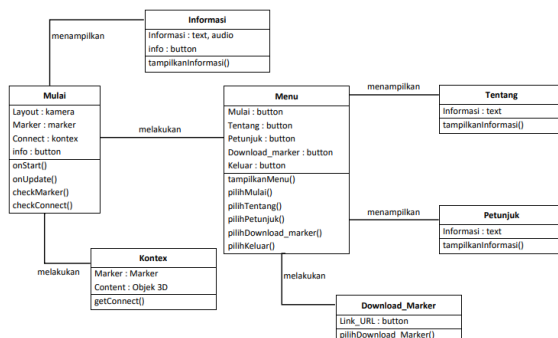 Informasi
Informasi : text, audio
info : button
tampilkanInformasi()
menampilkan
Mulai
Layout : kamera
Marker : marker
Connect : kontex
info : button
onStart()
onUpdate()
checkMarker()
checkConnect()
melakukan
Menu
Mulai : button
Tentang : button
Petunjuk : button
Download_marker : button
Keluar : button
tampilkanMenu()
pilihMulai()
pilihTentang()
pilihPetunjuk()
pilihDownload_marker()
pilihKeluar()
menampilkan
Tentang
Informasi : text
tampilkanInformasi()
menampilkan
Petunjuk
Informasi : text
tampilkanInformasi()
melakukan
Kontex
Marker : Marker
Content : Objek 3D
getConnect()
melakukan
Download_Marker
Link_URL : button
pilihDownload_Marker()